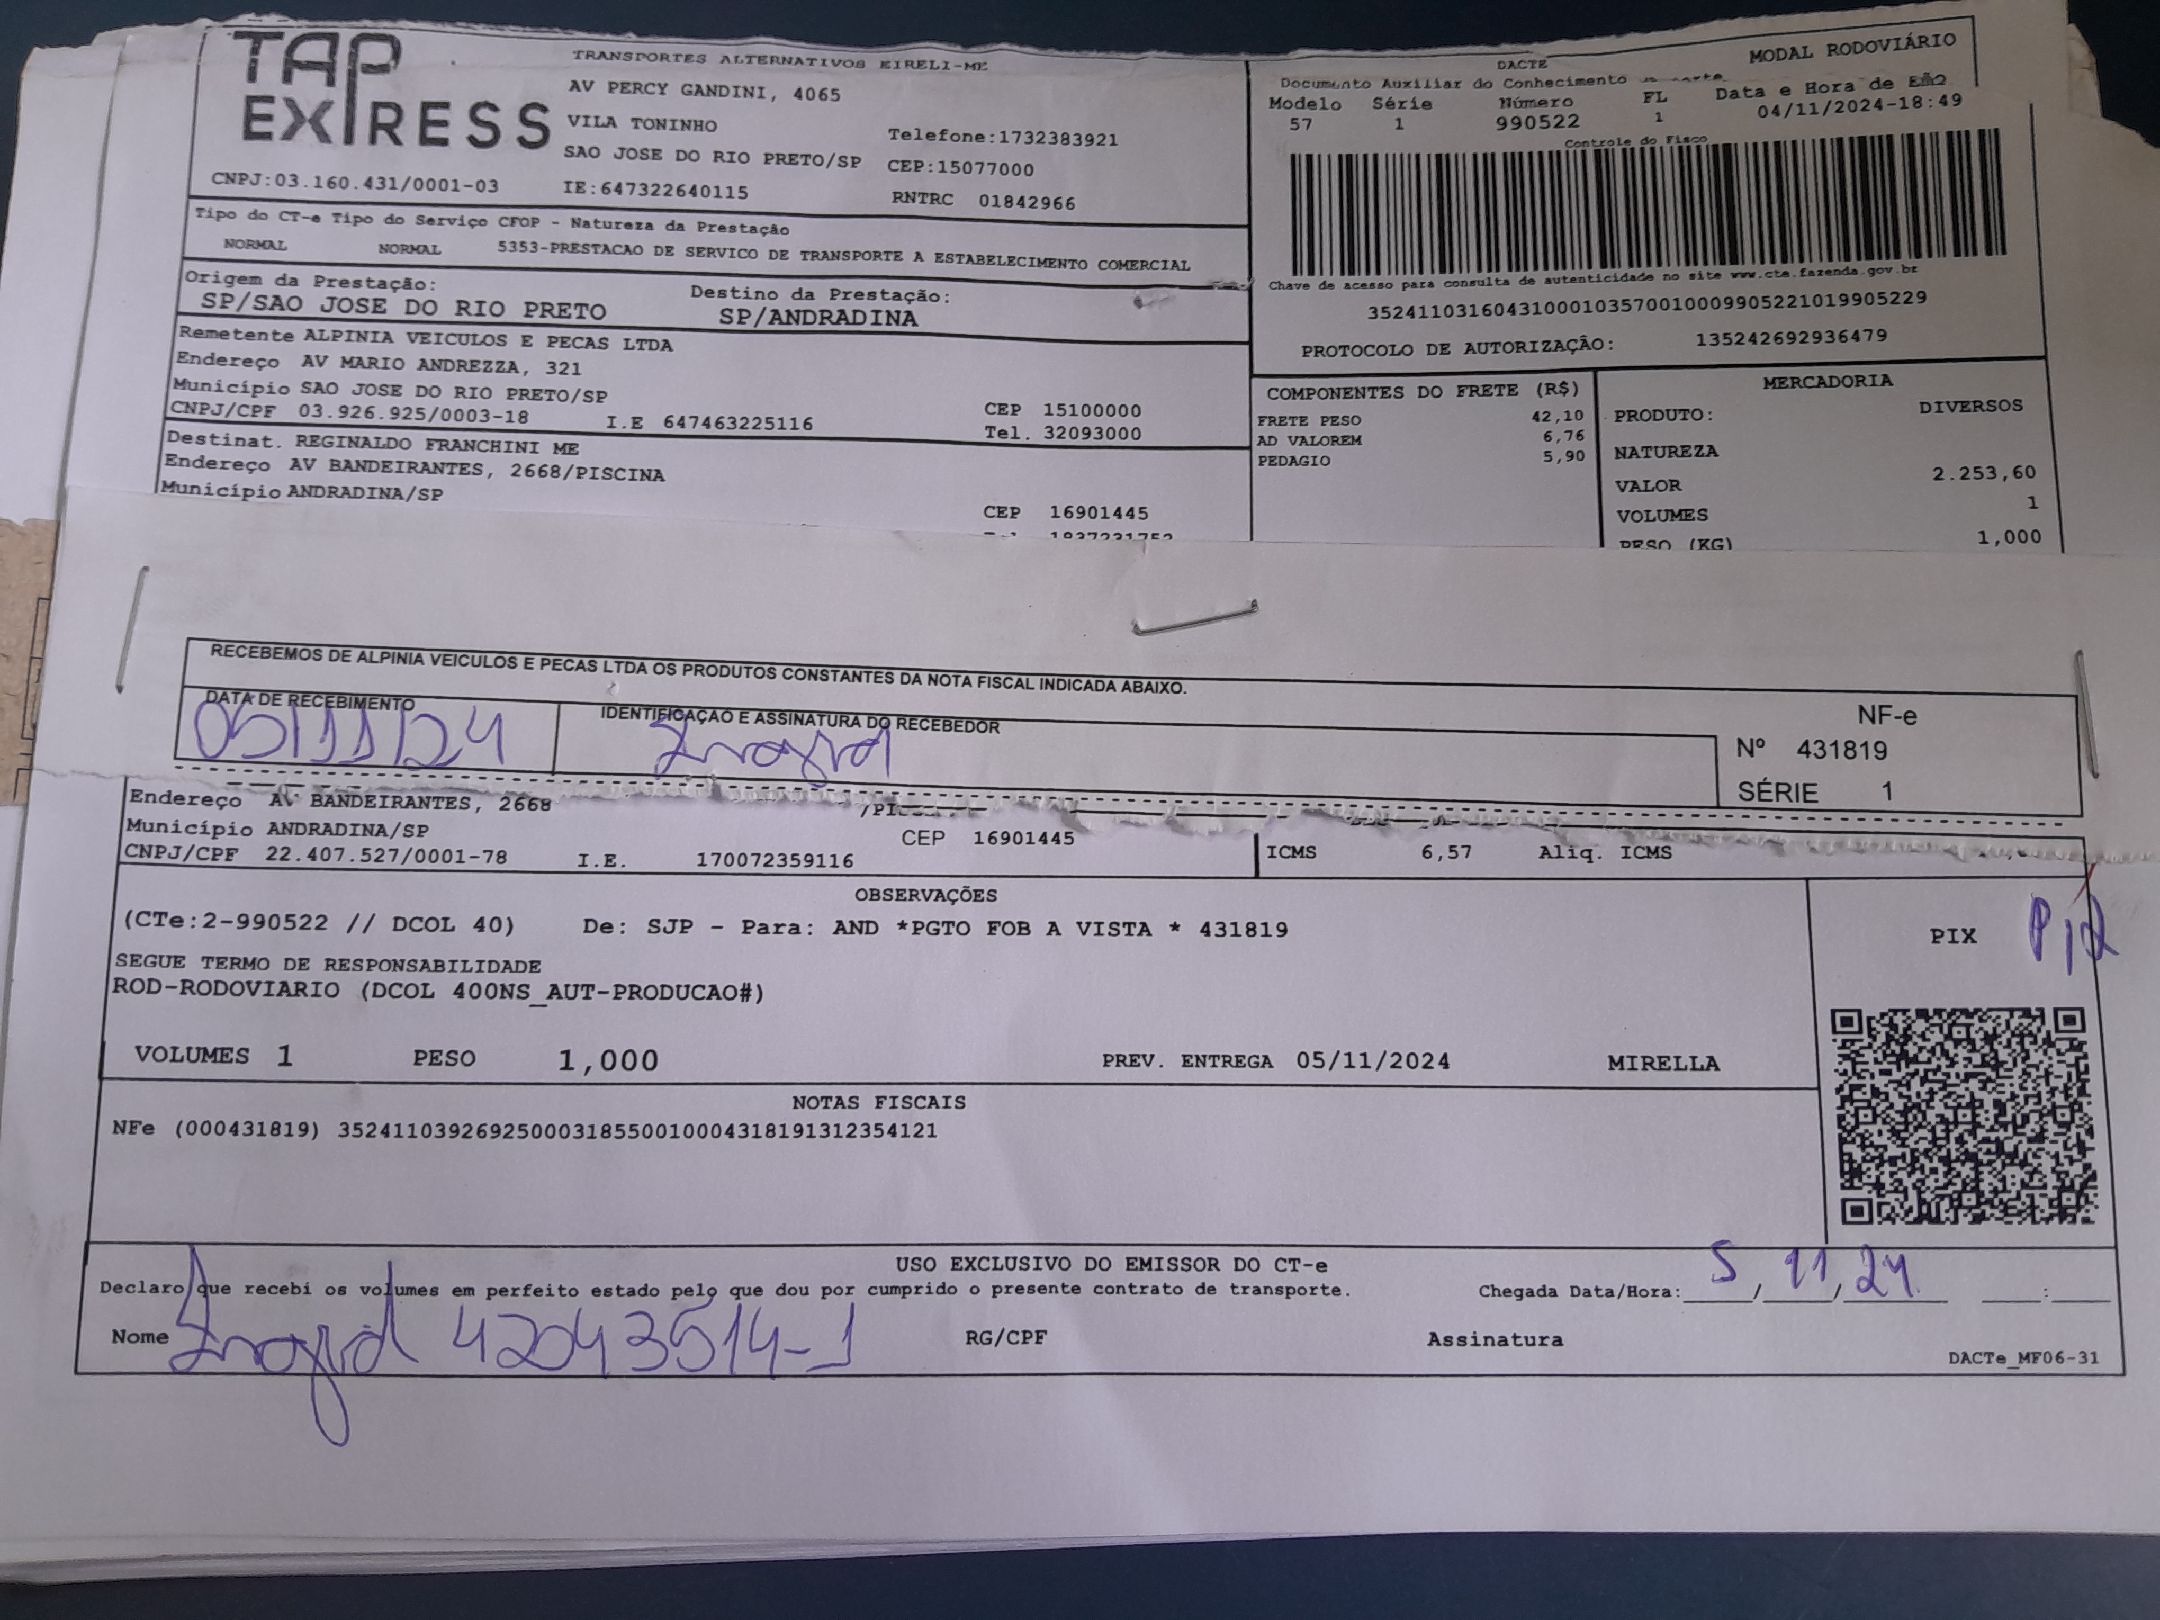 TAP EXPRESS
TRANSPORTES ALTERNATIVOS EIRELI-ME
AV PERCY GANDINI, 4065
VILA TONINHO
Telefone:1732383921
SAO JOSE DO RIO PRETO/SP CEP:15077000
CNPJ:03.160.431/0001-03 IE:647322640115 RNTRC 01842966
DACTE MODAL RODOVIÁRIO
Documento Auxiliar do Conhecimento
Modelo Série Número FL Data e Hora de
57 1 990522 1 04/11/2024-18:49
Controle do Fisco
Chave de acesso para consulta de autenticidade no site www.cte.fazenda.gov.br
35241103160431000103570010009905221019905229
PROTOCOLO DE AUTORIZAÇÃO: 135242692936479
Tipo do CT-e Tipo do Serviço CFOP - Natureza da Prestação
NORMAL NORMAL 5353-PRESTACAO DE SERVICO DE TRANSPORTE A ESTABELECIMENTO COMERCIAL
Origem da Prestação: Destino da Prestação:
SP/SAO JOSE DO RIO PRETO SP/ANDRADINA
Remetente ALPINIA VEICULOS E PECAS LTDA
Endereço AV MARIO ANDREZZA, 321
Município SAO JOSE DO RIO PRETO/SP CEP 15100000
CNPJ/CPF 03.926.925/0003-18 I.E 647463225116 Tel. 32093000
Destinat. REGINALDO FRANCHINI ME
Endereço AV BANDEIRANTES, 2668/PISCINA
Município ANDRADINA/SP CEP 16901445
COMPONENTES DO FRETE (R$)
FRETE PESO 42,10
AD VALOREM 6,76
PEDAGIO 5,90
MERCADORIA
PRODUTO: DIVERSOS
NATUREZA
VALOR 2.253,60
VOLUMES 1
PESO (KG) 1,000
RECEBEMOS DE ALPINIA VEICULOS E PECAS LTDA OS PRODUTOS CONSTANTES DA NOTA FISCAL INDICADA ABAIXO.
DATA DE RECEBIMENTO IDENTIFICAÇÃO E ASSINATURA DO RECEBEDOR
05/11/24 Ingrid
NF-e
Nº 431819
SÉRIE 1
Endereço AV BANDEIRANTES, 2668
Município ANDRADINA/SP CEP 16901445
CNPJ/CPF 22.407.527/0001-78 I.E. 170072359116
ICMS 6,57 Aliq. ICMS
OBSERVAÇÕES
(CTe:2-990522 // DCOL 40) De: SJP - Para: AND *PGTO FOB A VISTA * 431819
SEGUE TERMO DE RESPONSABILIDADE
ROD-RODOVIARIO (DCOL 400NS_AUT-PRODUCAO#)
PIX
VOLUMES 1 PESO 1,000 PREV. ENTREGA 05/11/2024 MIRELLA
NOTAS FISCAIS
NFe (000431819) 35241103926925000318550010004318191312354121
USO EXCLUSIVO DO EMISSOR DO CT-e
Declaro que recebi os volumes em perfeito estado pelo que dou por cumprido o presente contrato de transporte. Chegada Data/Hora: 5/11/24 :
Nome Ingrid 42243514-1 RG/CPF Assinatura
DACTe_MF06-31